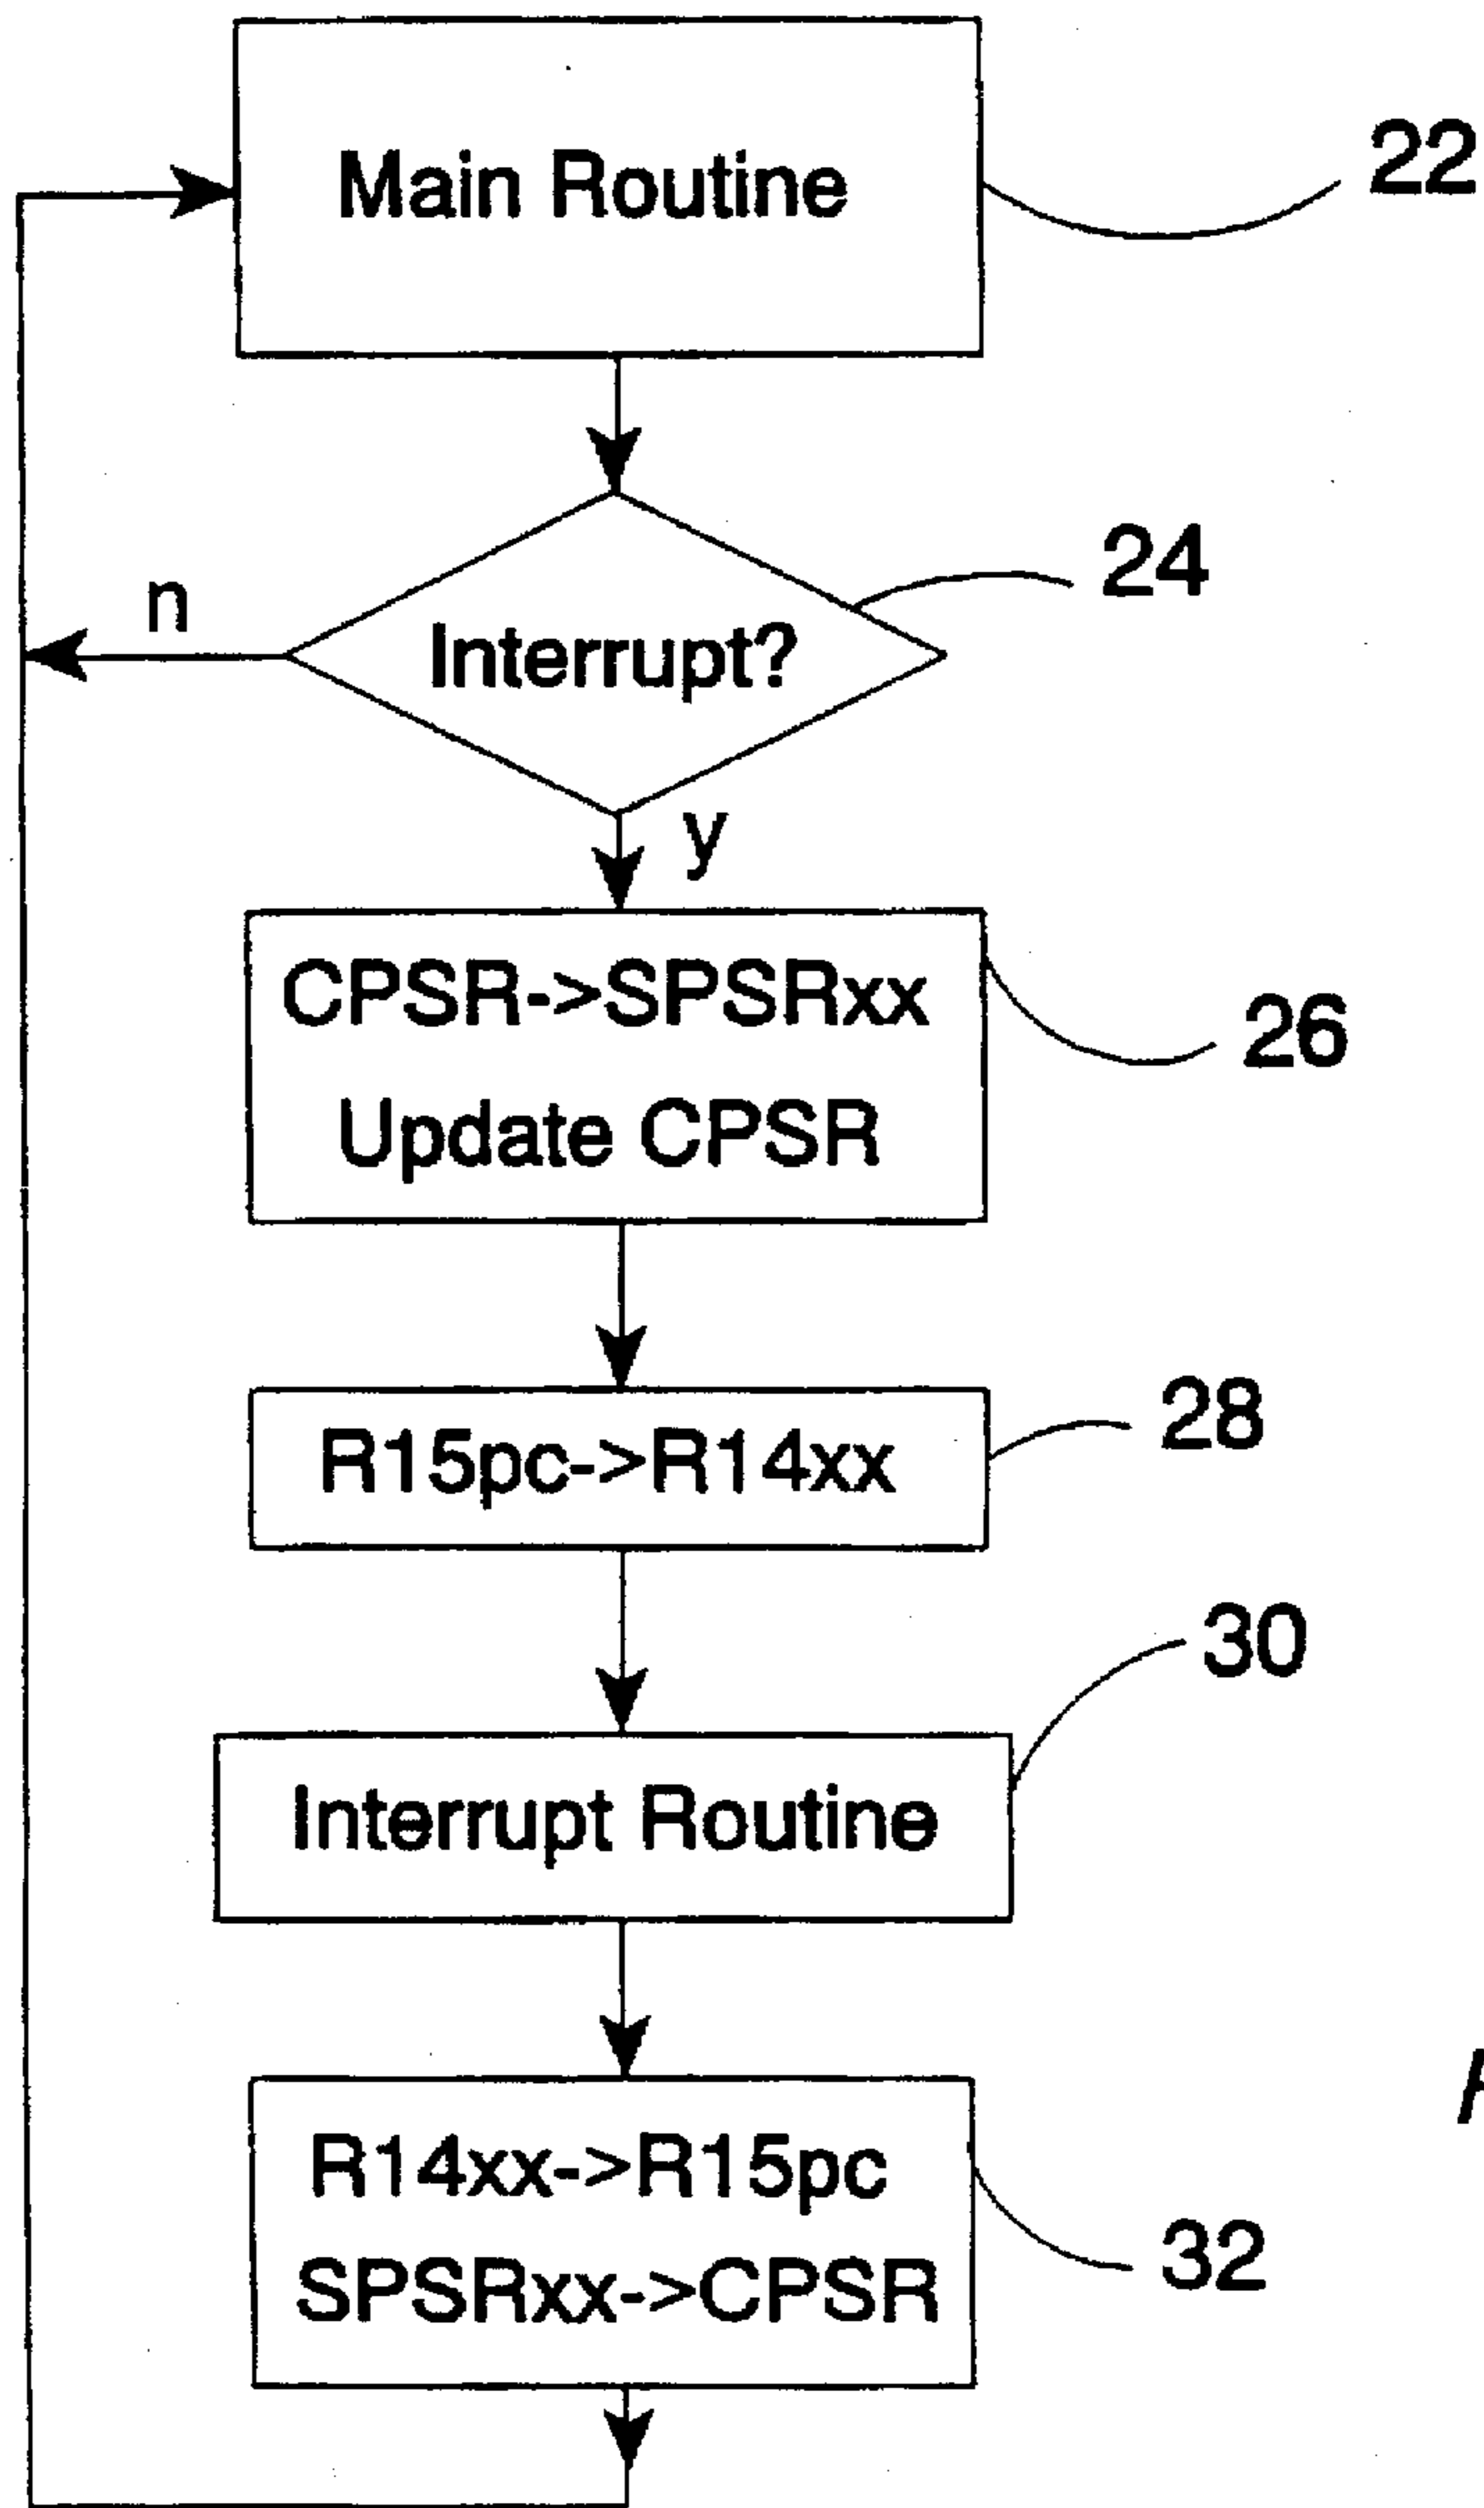 Main Routine
22
Interrupt?
24
n
y
CPSR->SPSRxx
Update CPSR
26
R15pc->R14xx
28
Interrupt Routine
30
R14xx->R15pc
SPSRxx->CPSR
32